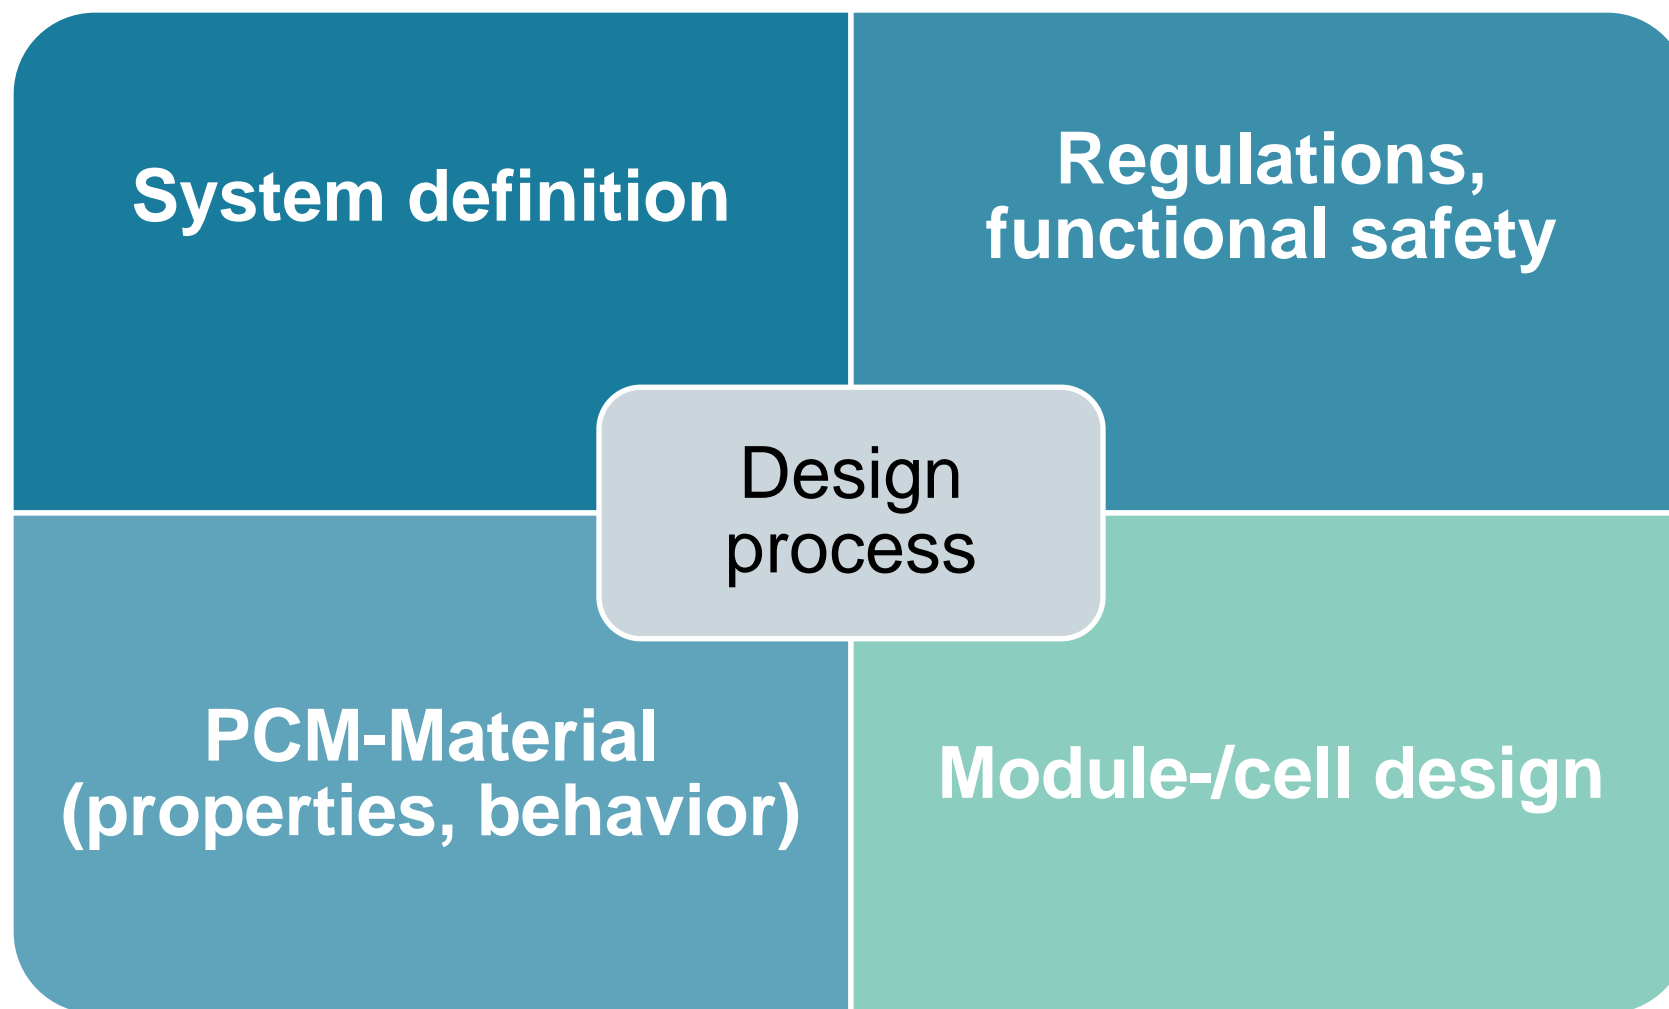 System definition
Regulations,
functional safety
Design
process
PCM-Material
(properties, behavior)
Module-/cell design